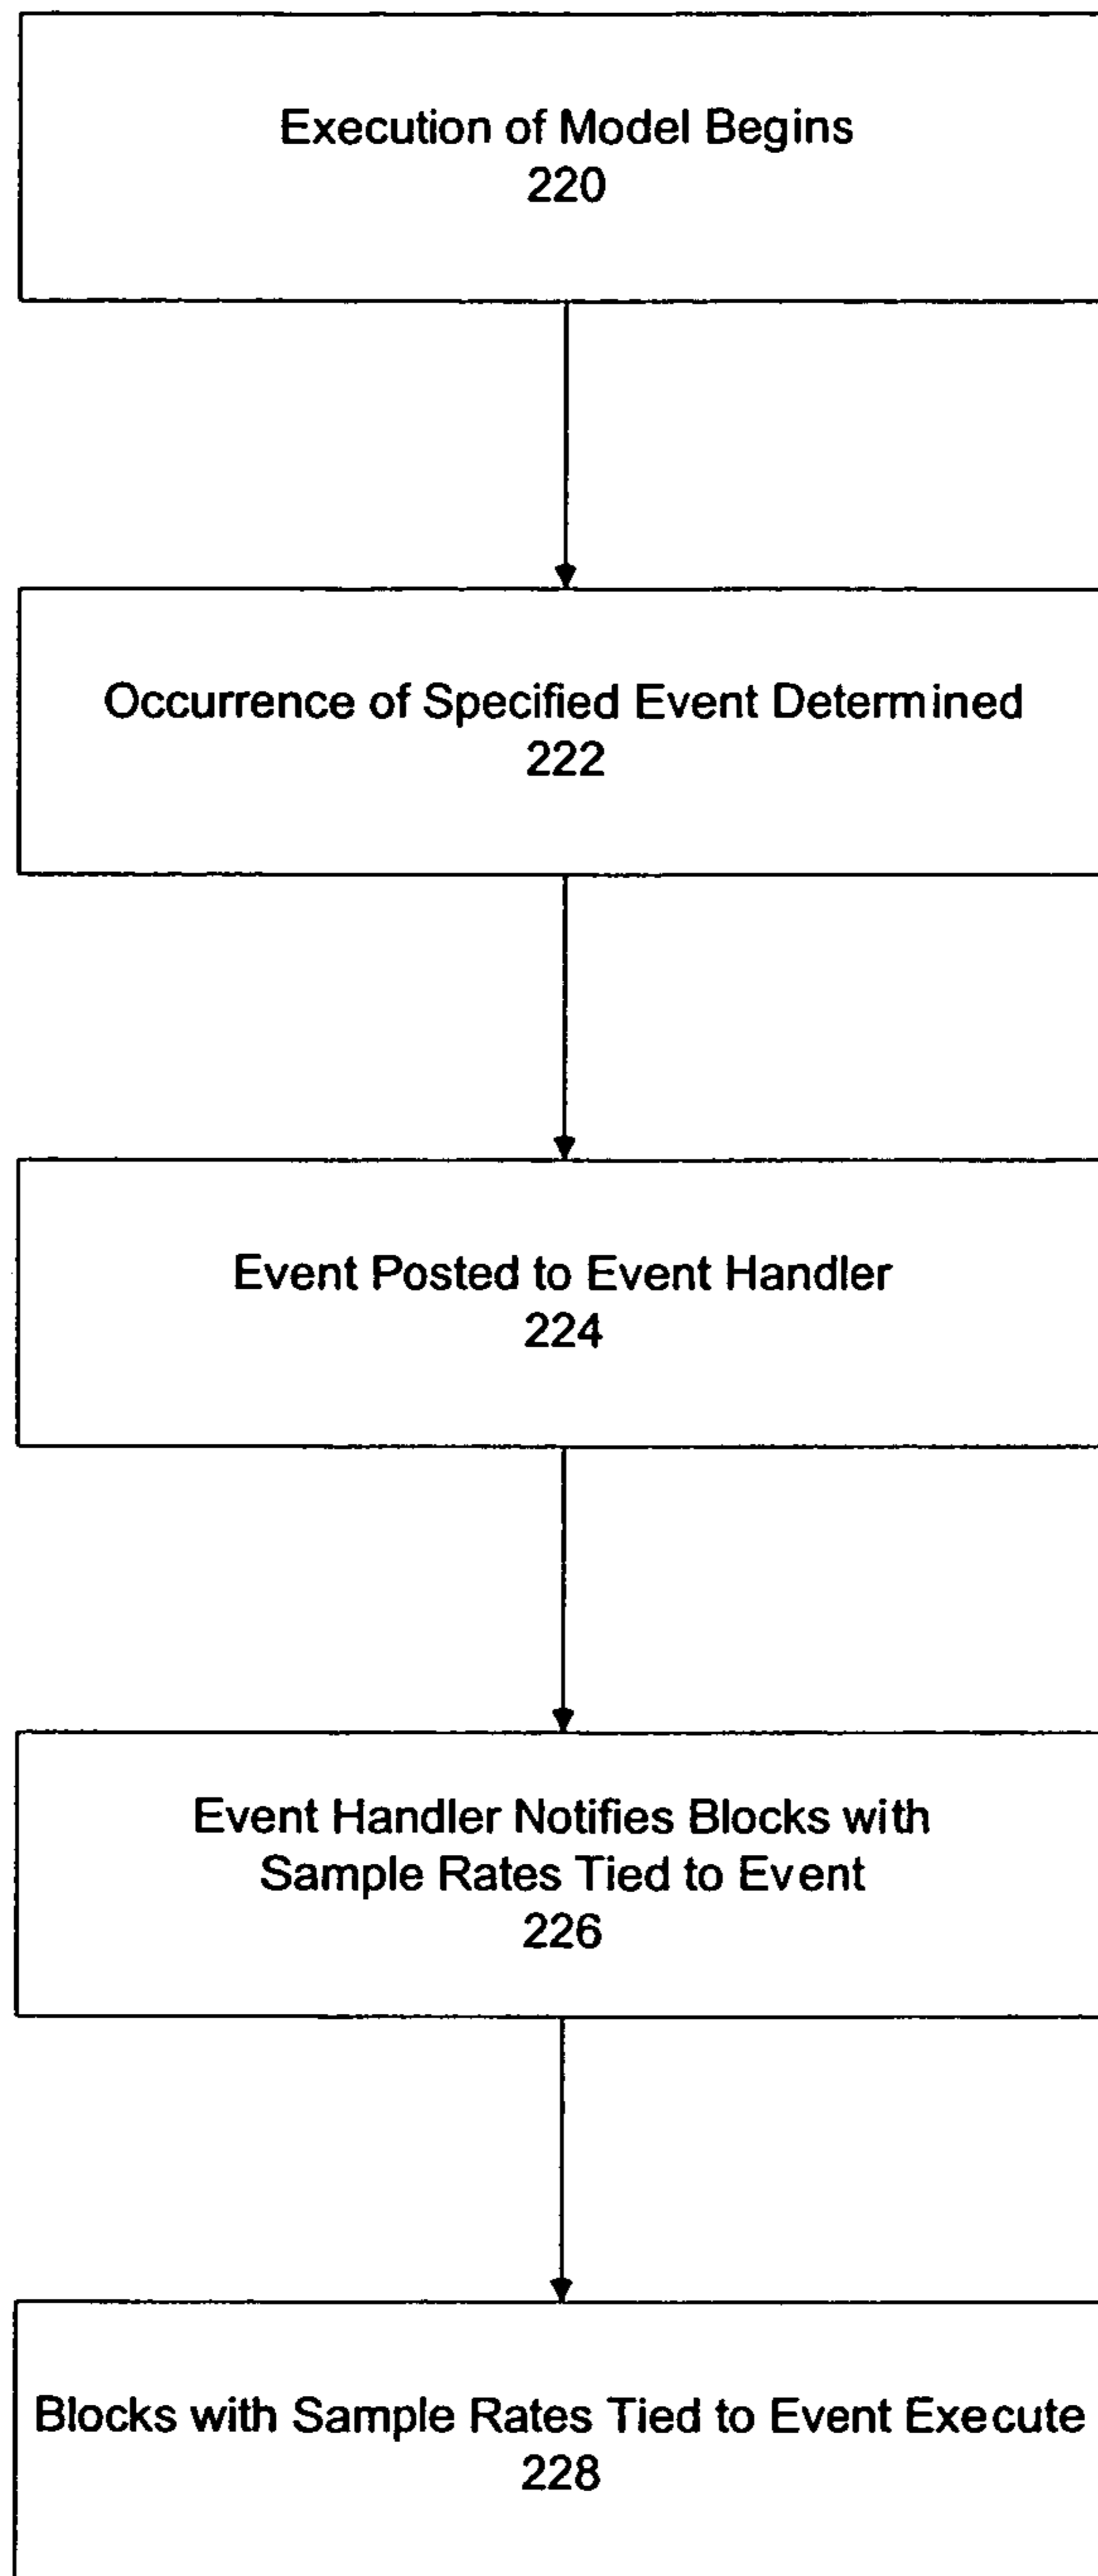 Execution of Model Begins
220
Occurrence of Specified Event Determined
222
Event Posted to Event Handler
224
Event Handler Notifies Blocks with
Sample Rates Tied to Event
226
Blocks with Sample Rates Tied to Event Execute
228